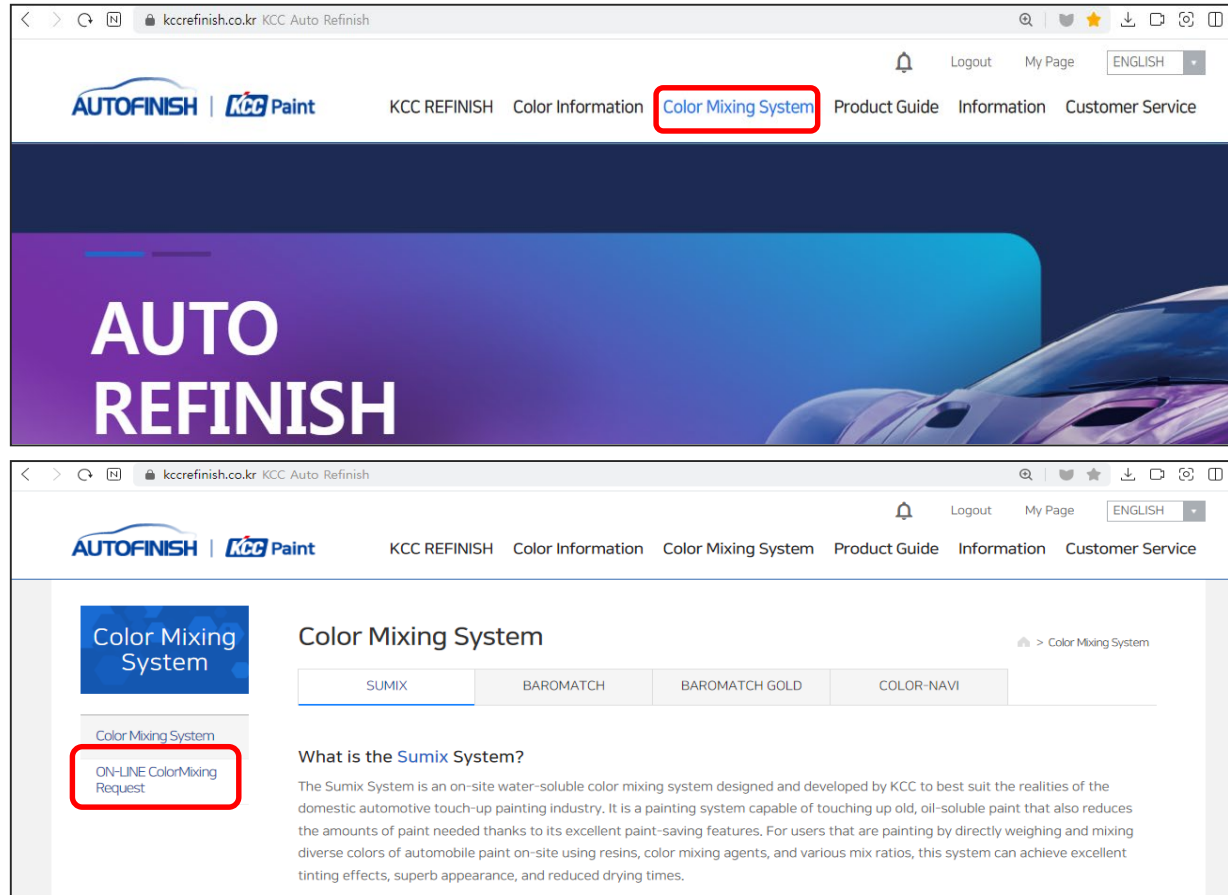 kccrefinish.co.kr KCC Auto Refinish
Logout My Page ENGLISH
AUTOFINISH | KCC Paint KCC REFINISH Color Information Color Mixing System Product Guide Information Customer Service
AUTO
REFINISH
kccrefinish.co.kr KCC Auto Refinish
Logout My Page ENGLISH
AUTOFINISH | KCC Paint KCC REFINISH Color Information Color Mixing System Product Guide Information Customer Service
Color Mixing
System
Color Mixing System
ON-LINE ColorMixing
Request
Color Mixing System
> Color Mixing System
SUMIX BAROMATCH BAROMATCH GOLD COLOR-NAVI
What is the Sumix System?
The Sumix System is an on-site water-soluble color mixing system designed and developed by KCC to best suit the realities of the
domestic automotive touch-up painting industry. It is a painting system capable of touching up old, oil-soluble paint that also reduces
the amounts of paint needed thanks to its excellent paint-saving features. For users that are painting by directly weighing and mixing
diverse colors of automobile paint on-site using resins, color mixing agents, and various mix ratios, this system can achieve excellent
tinting effects, superb appearance, and reduced drying times.